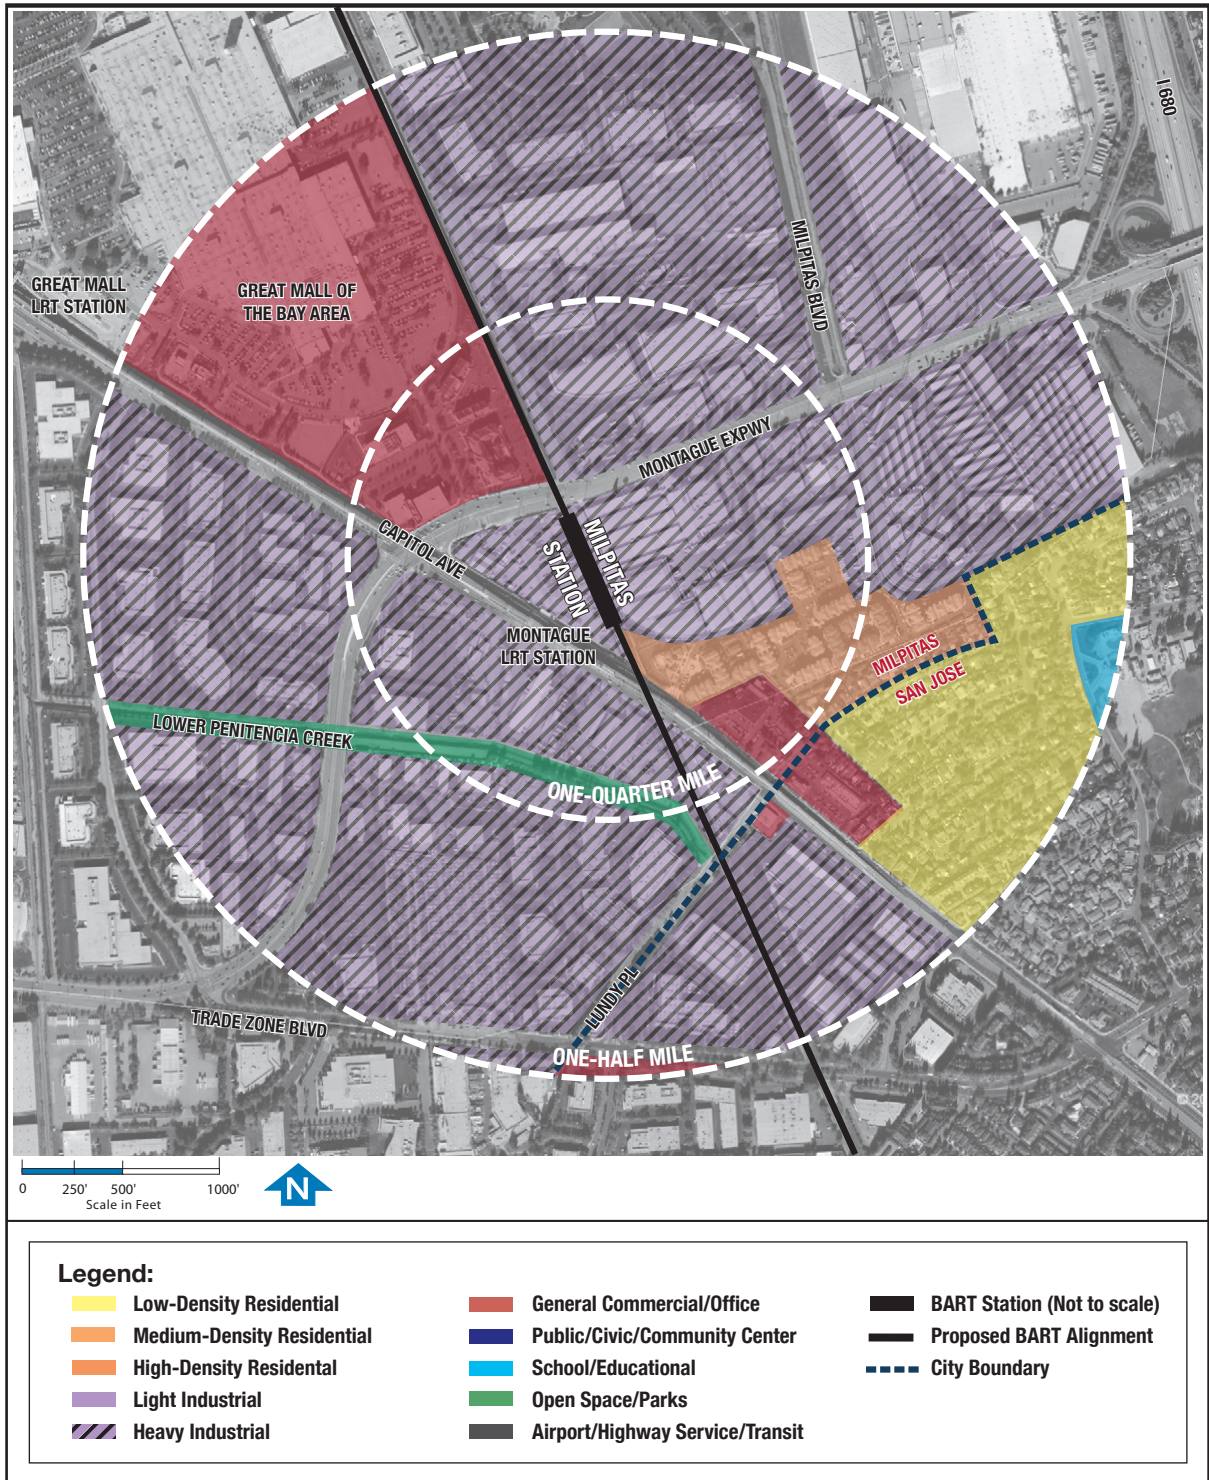 I 680
MILPITAS BLVD
GREAT MALL
LRT STATION
GREAT MALL OF
THE BAY AREA
MONTAGUE EXPWY
CAPITOL AVE
MILPITAS
STATION
MONTAGUE
LRT STATION
MILPITAS
SAN JOSE
LOWER PENITENCIA CREEK
ONE-QUARTER MILE
LUNDY PL
TRADE ZONE BLVD
ONE-HALF MILE
0 250' 500' 1000'
Scale in Feet
N
Legend:
Low-Density Residential
Medium-Density Residential
High-Density Residental
Light Industrial
Heavy Industrial
General Commercial/Office
Public/Civic/Community Center
School/Educational
Open Space/Parks
Airport/Highway Service/Transit
BART Station (Not to scale)
Proposed BART Alignment
City Boundary